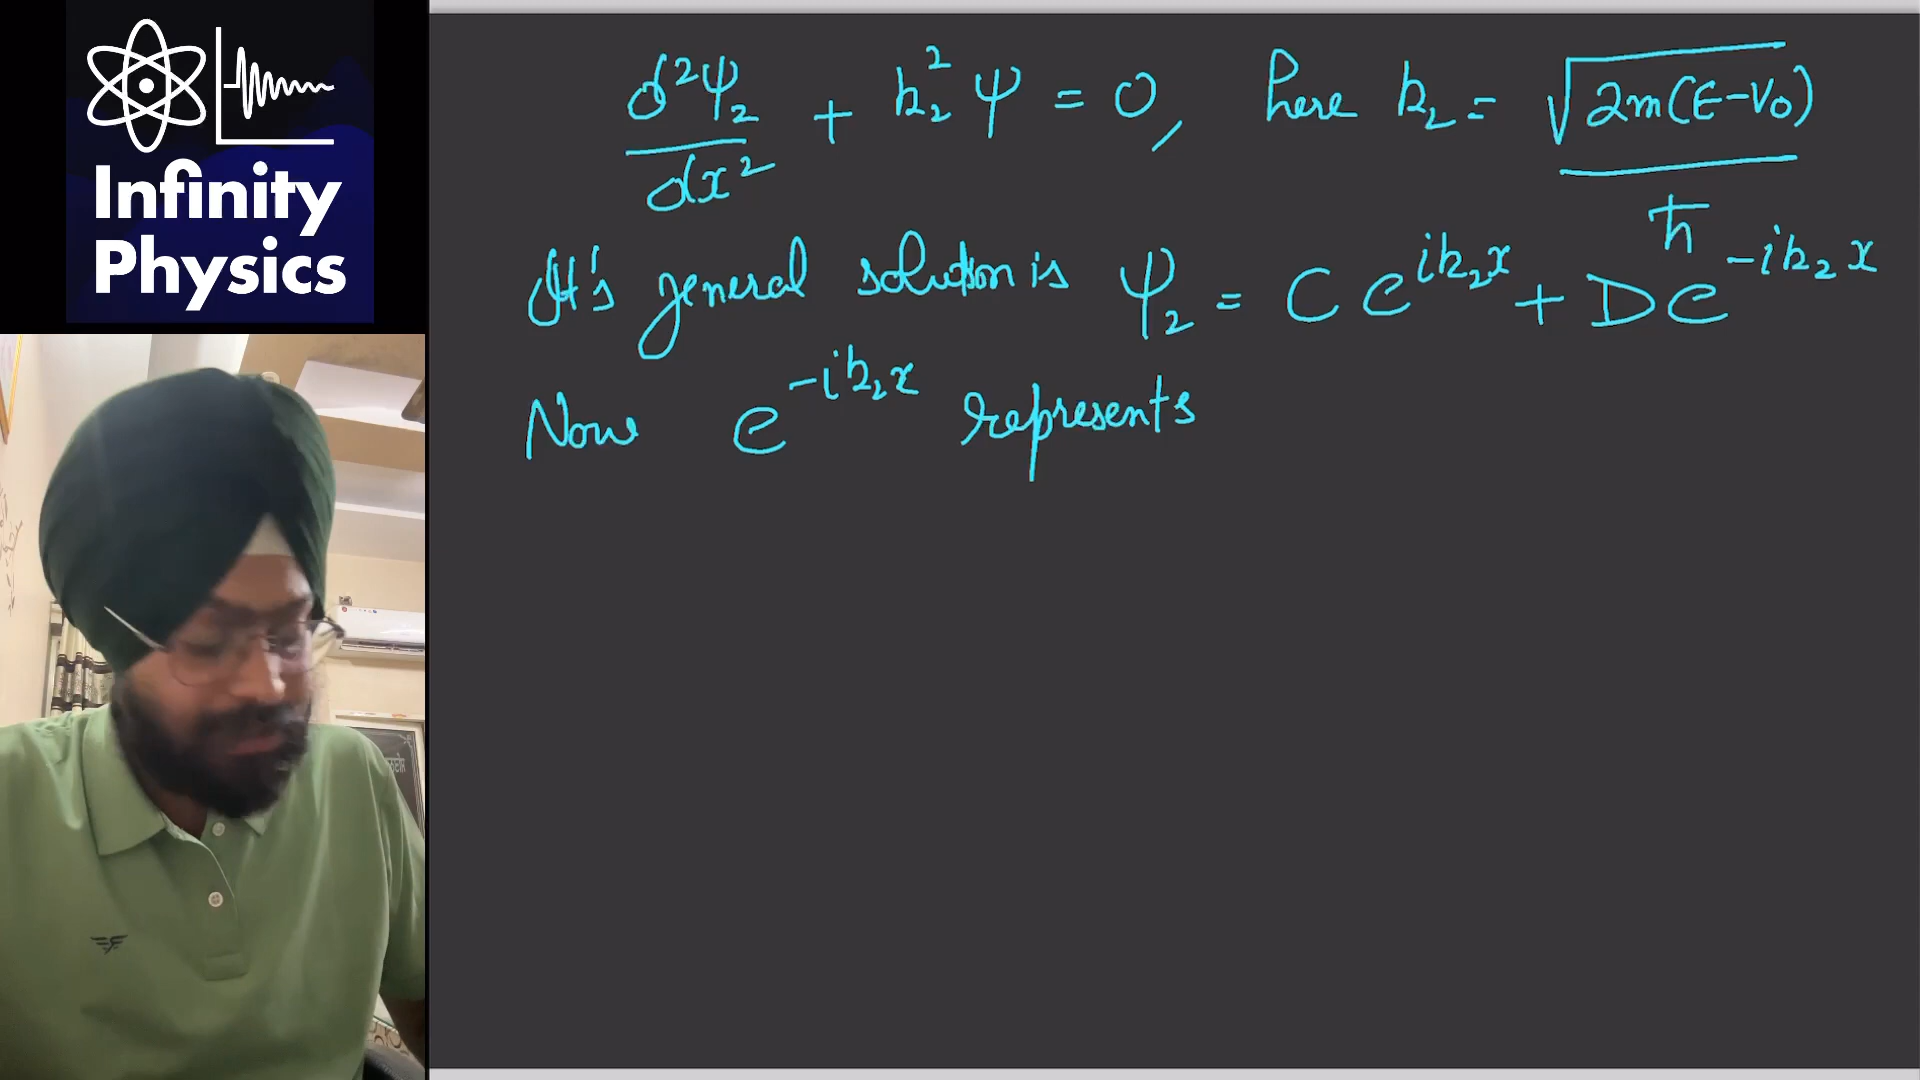 Infinity
Physics
d²ψ₂/dx² + k₂² ψ = 0, here k₂ = √2m(E-V0)/ħ
It's general solution is ψ₂ = C e^{ik₂x} + D e^{-ik₂x}
Now e^{-ik₂x} represents